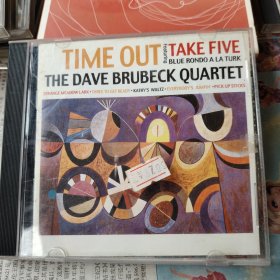 TIME OUT featuring TAKE FIVE
BLUE RONDO A LA TURK
THE DAVE BRUBECK QUARTET
STRANGE MEADOW LARK • THREE TO GET READY • KATHY'S WALTZ • EVERYBODY'S JUMPIN' • PICK UP STICKS